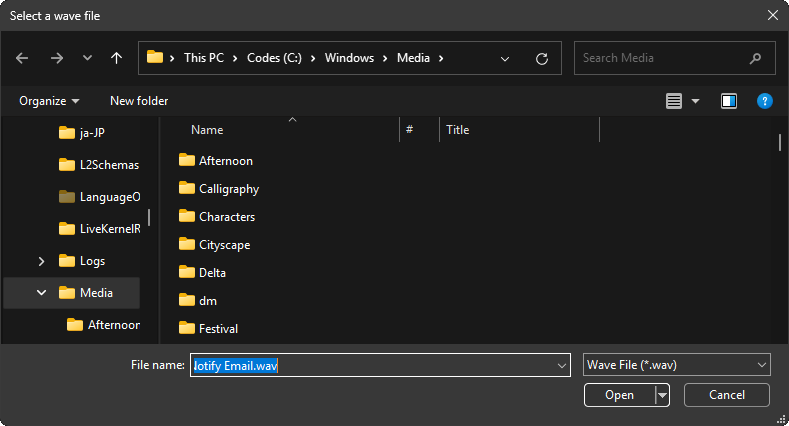 Select a wave file
This PC > Codes (C:) > Windows > Media >
Search Media
Organize
New folder
ja-JP
L2Schemas
LanguageO
LiveKernelR
Logs
Media
Afternoon
Name # Title
Afternoon
Calligraphy
Characters
Cityscape
Delta
dm
Festival
File name: Notify Email.wav
Wave File (*.wav)
Open
Cancel